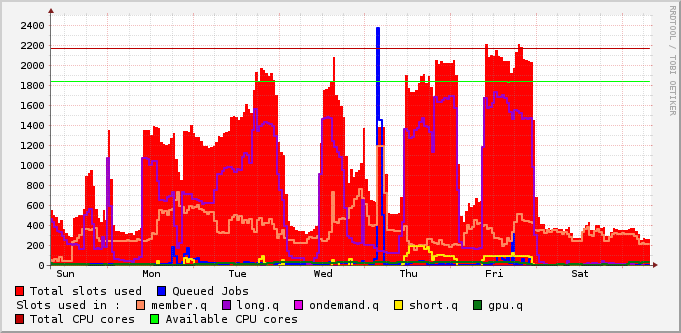 2400
2200
2000
1800
1600
1400
1200
1000
800
600
400
200
0
Sun Mon Tue Wed Thu Fri Sat
Total slots used Queued Jobs
Slots used in : member.q long.q ondemand.q short.q gpu.q
Total CPU cores Available CPU cores
RRDTOOL / TOBI OETIKER